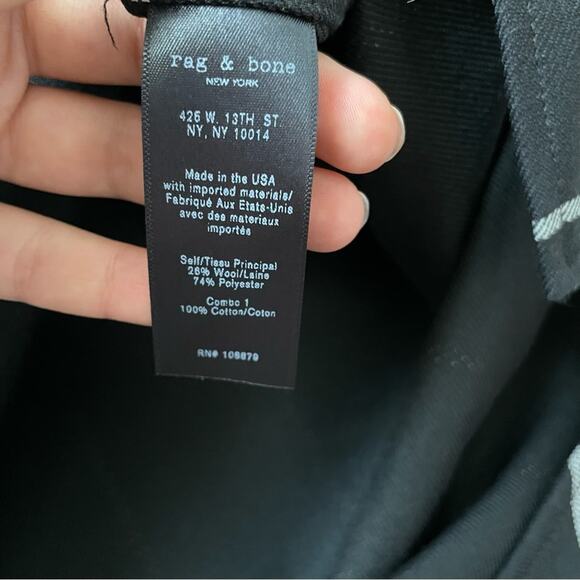 rag & bone
NEW YORK
425 W. 13TH ST.
NY, NY 10014
Made in the USA
with imported materials/
Fabriqué Aux Etats-Unis
avec des materiaux
importés
Self/Tissu Principal
26% Wool/Laine
74% Polyester
Combo 1
100% Cotton/Coton
RN# 108879